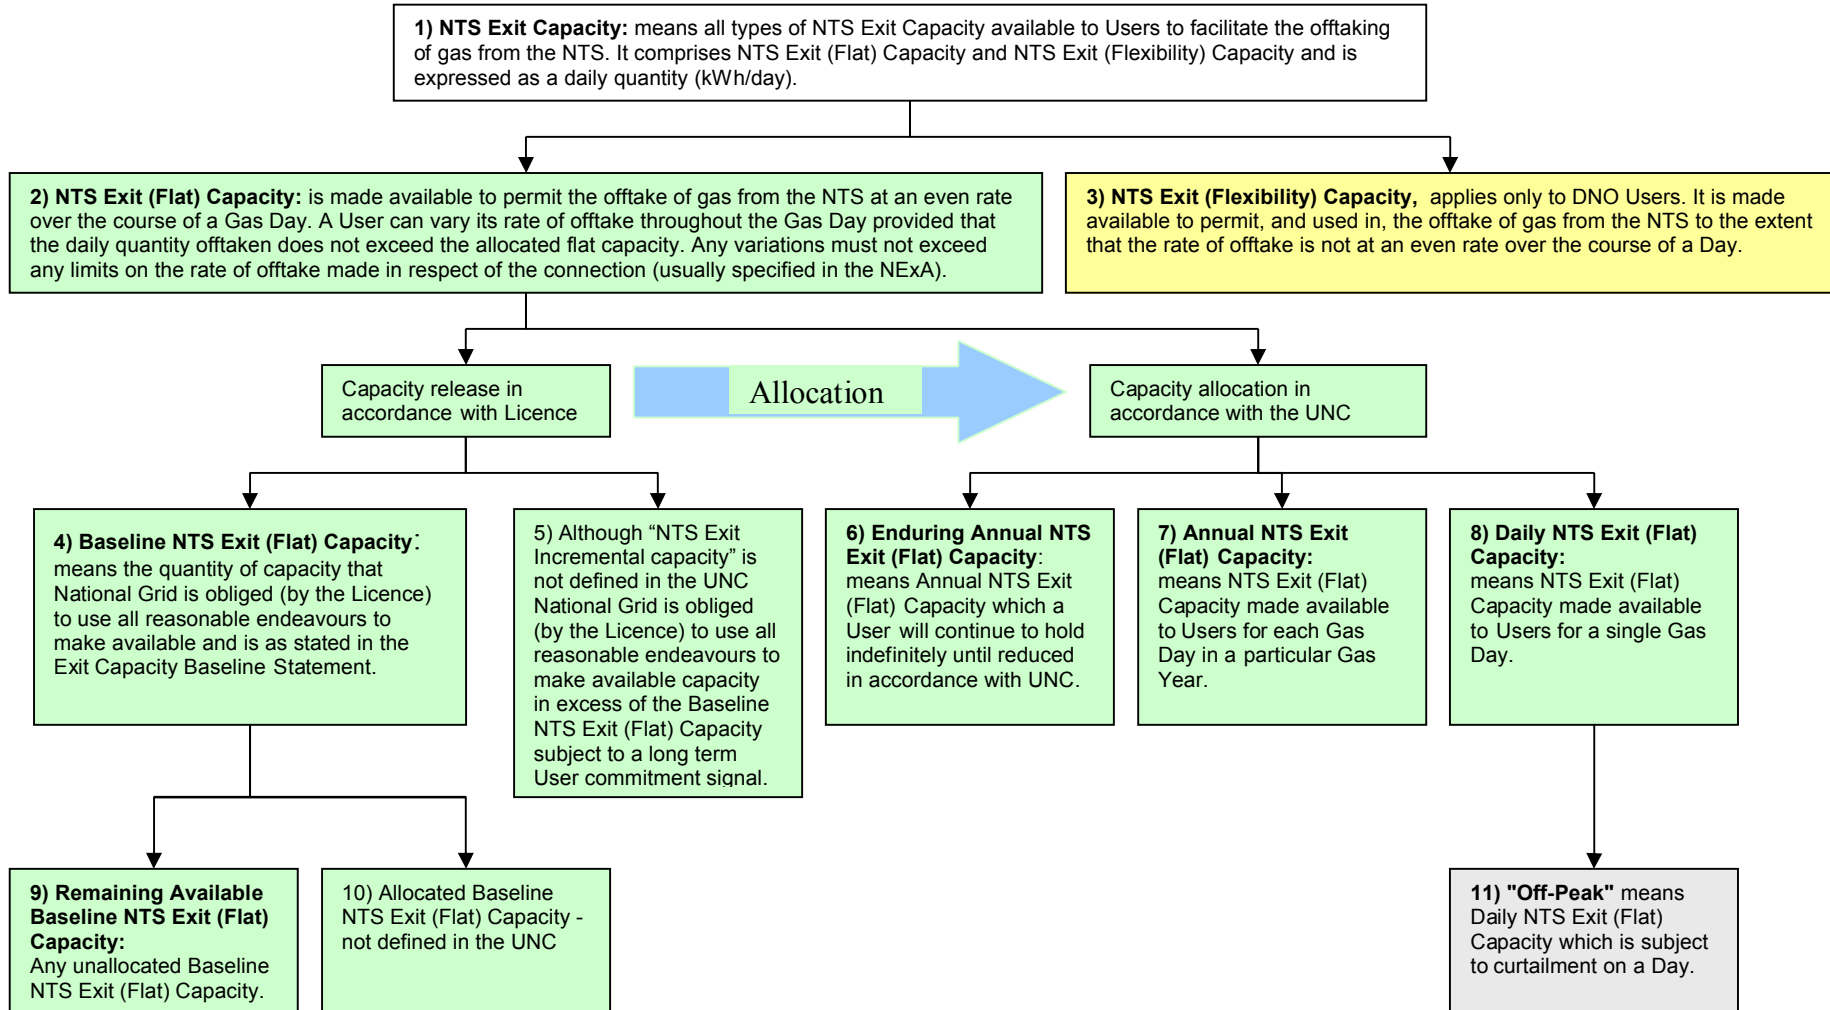 1) NTS Exit Capacity: means all types of NTS Exit Capacity available to Users to facilitate the offtaking
of gas from the NTS. It comprises NTS Exit (Flat) Capacity and NTS Exit (Flexibility) Capacity and is
expressed as a daily quantity (kWh/day).
2) NTS Exit (Flat) Capacity: is made available to permit the offtake of gas from the NTS at an even rate
over the course of a Gas Day. A User can vary its rate of offtake throughout the Gas Day provided that
the daily quantity offtaken does not exceed the allocated flat capacity. Any variations must not exceed
any limits on the rate of offtake made in respect of the connection (usually specified in the NExA).
3) NTS Exit (Flexibility) Capacity, applies only to DNO Users. It is made
available to permit, and used in, the offtake of gas from the NTS to the extent
that the rate of offtake is not at an even rate over the course of a Day.
Capacity release in
accordance with Licence
Allocation
Capacity allocation in
accordance with the UNC
4) Baseline NTS Exit (Flat) Capacity:
means the quantity of capacity that
National Grid is obliged (by the Licence)
to use all reasonable endeavours to
make available and is as stated in the
Exit Capacity Baseline Statement.
5) Although “NTS Exit
Incremental capacity” is
not defined in the UNC
National Grid is obliged
(by the Licence) to use all
reasonable endeavours to
make available capacity
in excess of the Baseline
NTS Exit (Flat) Capacity
subject to a long term
User commitment signal.
6) Enduring Annual NTS
Exit (Flat) Capacity:
means Annual NTS Exit
(Flat) Capacity which a
User will continue to hold
indefinitely until reduced
in accordance with UNC.
7) Annual NTS Exit
(Flat) Capacity:
means NTS Exit (Flat)
Capacity made available
to Users for each Gas
Day in a particular Gas
Year.
8) Daily NTS Exit (Flat)
Capacity:
means NTS Exit (Flat)
Capacity made available
to Users for a single Gas
Day.
9) Remaining Available
Baseline NTS Exit (Flat)
Capacity:
Any unallocated Baseline
NTS Exit (Flat) Capacity.
10) Allocated Baseline
NTS Exit (Flat) Capacity -
not defined in the UNC
11) "Off-Peak" means
Daily NTS Exit (Flat)
Capacity which is subject
to curtailment on a Day.